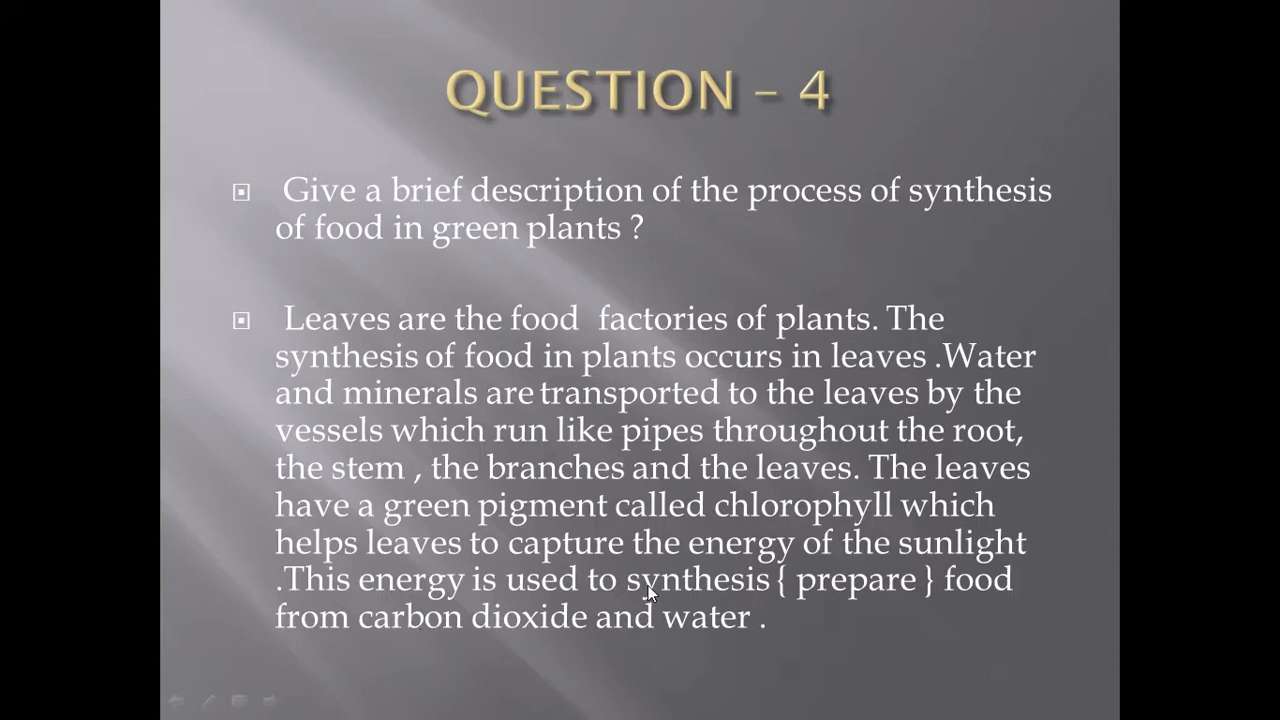 QUESTION – 4
Give a brief description of the process of synthesis
of food in green plants ?
Leaves are the food factories of plants. The
synthesis of food in plants occurs in leaves .Water
and minerals are transported to the leaves by the
vessels which run like pipes throughout the root,
the stem , the branches and the leaves. The leaves
have a green pigment called chlorophyll which
helps leaves to capture the energy of the sunlight
.This energy is used to synthesis { prepare } food
from carbon dioxide and water .